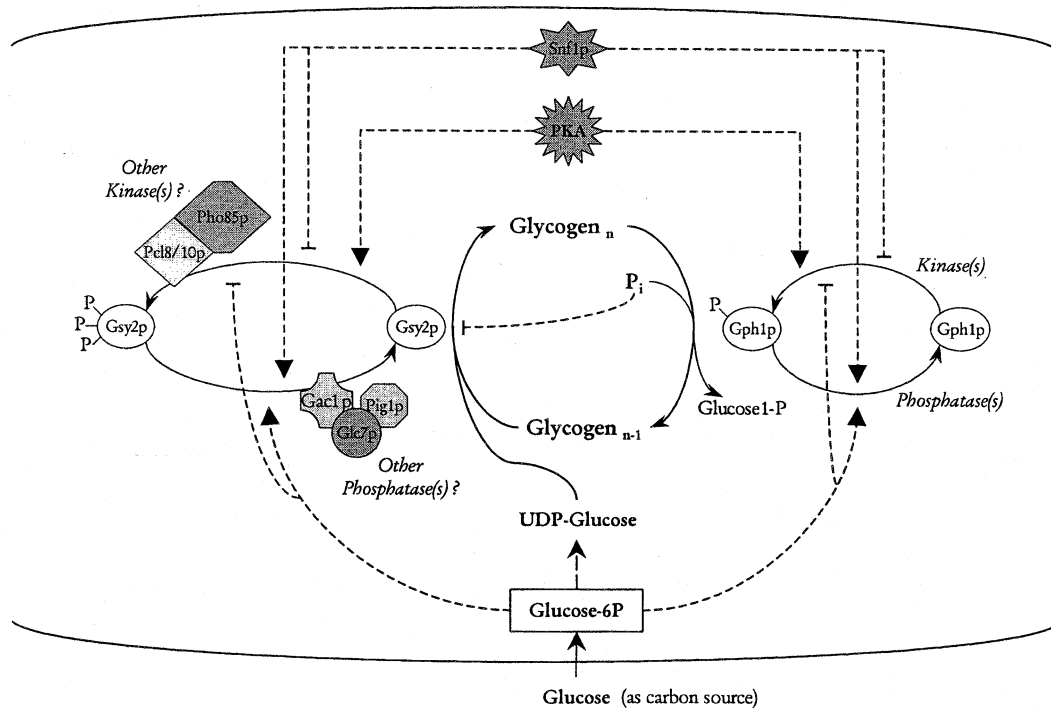 Snf1p
PKA
Other
Kinase(s) ?
Pho85p
Pcl8/10p
Glycogen n
Pi
Kinase(s)
P
P
P
Gsy2p
Gsy2p
P
Gph1p
Gph1p
Gac1p
Pig1p
Glc7p
Glucose1-P
Phosphatase(s)
Glycogen n-1
Other
Phosphatase(s) ?
UDP-Glucose
Glucose-6P
Glucose (as carbon source)